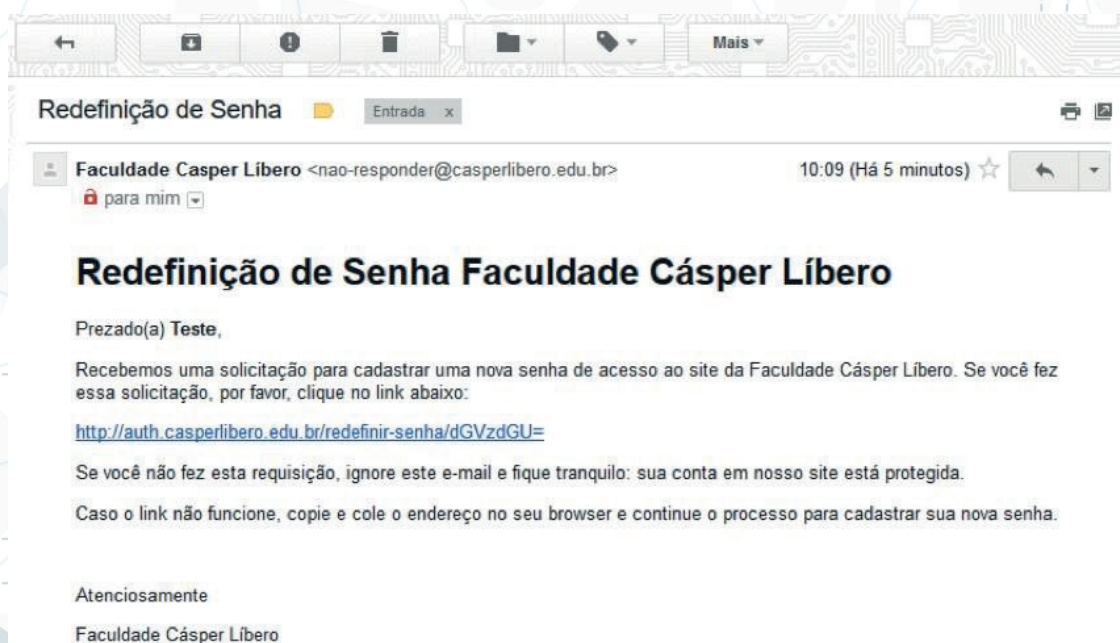 Mais
Redefinição de Senha Entrada x
Faculdade Casper Líbero <nao-responder@casperlibero.edu.br> 10:09 (Há 5 minutos)
para mim
Redefinição de Senha Faculdade Cásper Líbero
Prezado(a) Teste,
Recebemos uma solicitação para cadastrar uma nova senha de acesso ao site da Faculdade Cásper Líbero. Se você fez
essa solicitação, por favor, clique no link abaixo:
http://auth.casperlibero.edu.br/redefinir-senha/dGVzdGU=
Se você não fez esta requisição, ignore este e-mail e fique tranquilo: sua conta em nosso site está protegida.
Caso o link não funcione, copie e cole o endereço no seu browser e continue o processo para cadastrar sua nova senha.
Atenciosamente
Faculdade Cásper Líbero